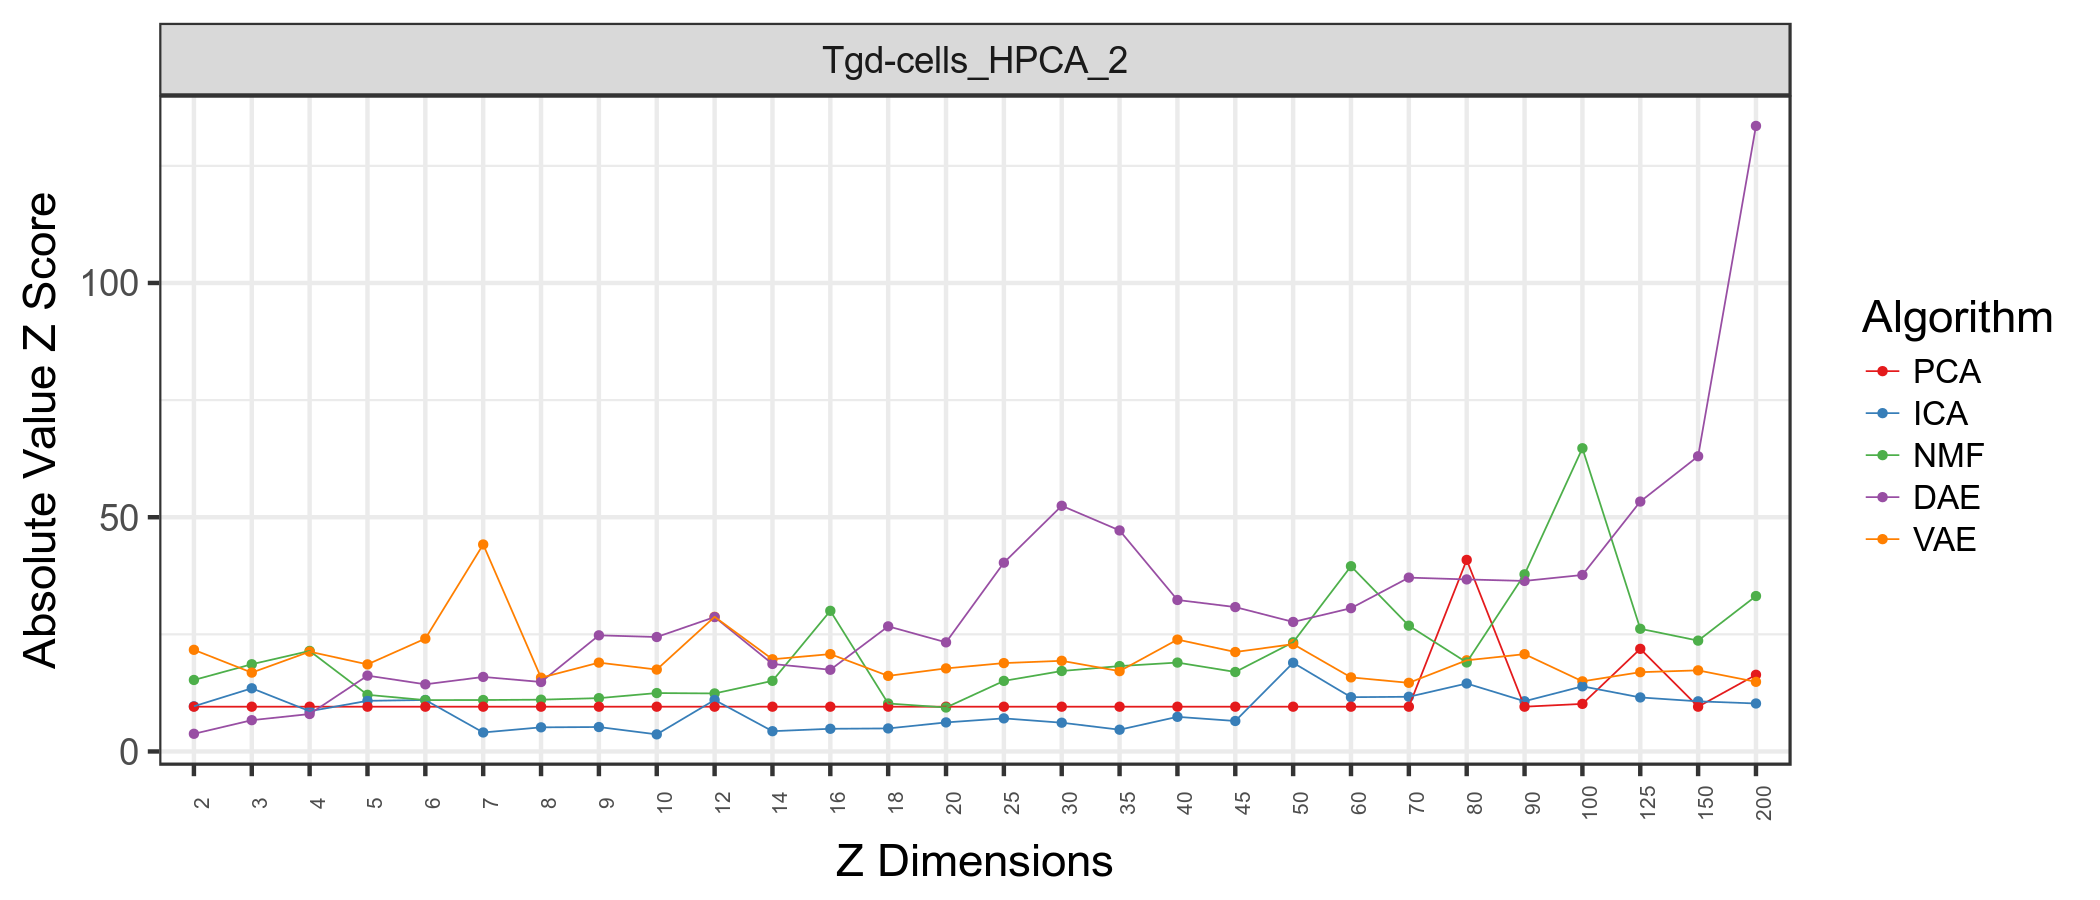 Tgd-cells_HPCA_2
Absolute Value Z Score
100
50
0
2 3 4 5 6 7 8 9 10 12 14 16 18 20 25 30 35 40 45 50 60 70 80 90 100 125 150 200
Z Dimensions
Algorithm
PCA
ICA
NMF
DAE
VAE